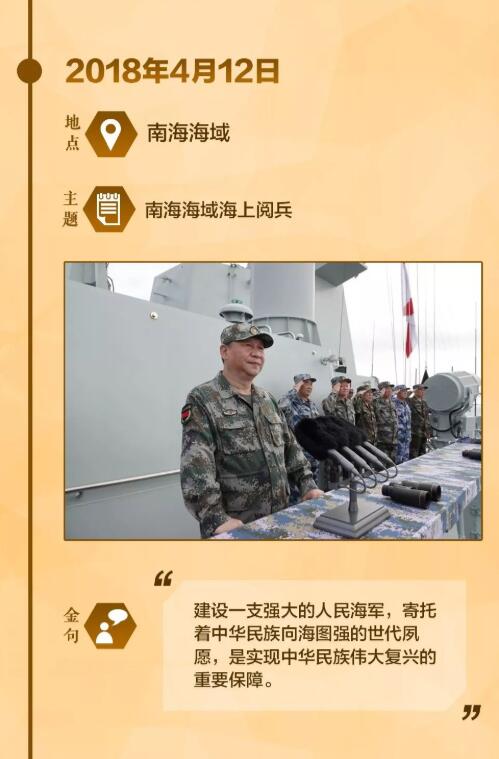 2018年4月12日
地点
南海海域
主题
南海海域海上阅兵
金句
“
建设一支强大的人民海军，寄托
着中华民族向海图强的世代夙
愿，是实现中华民族伟大复兴的
重要保障。
”